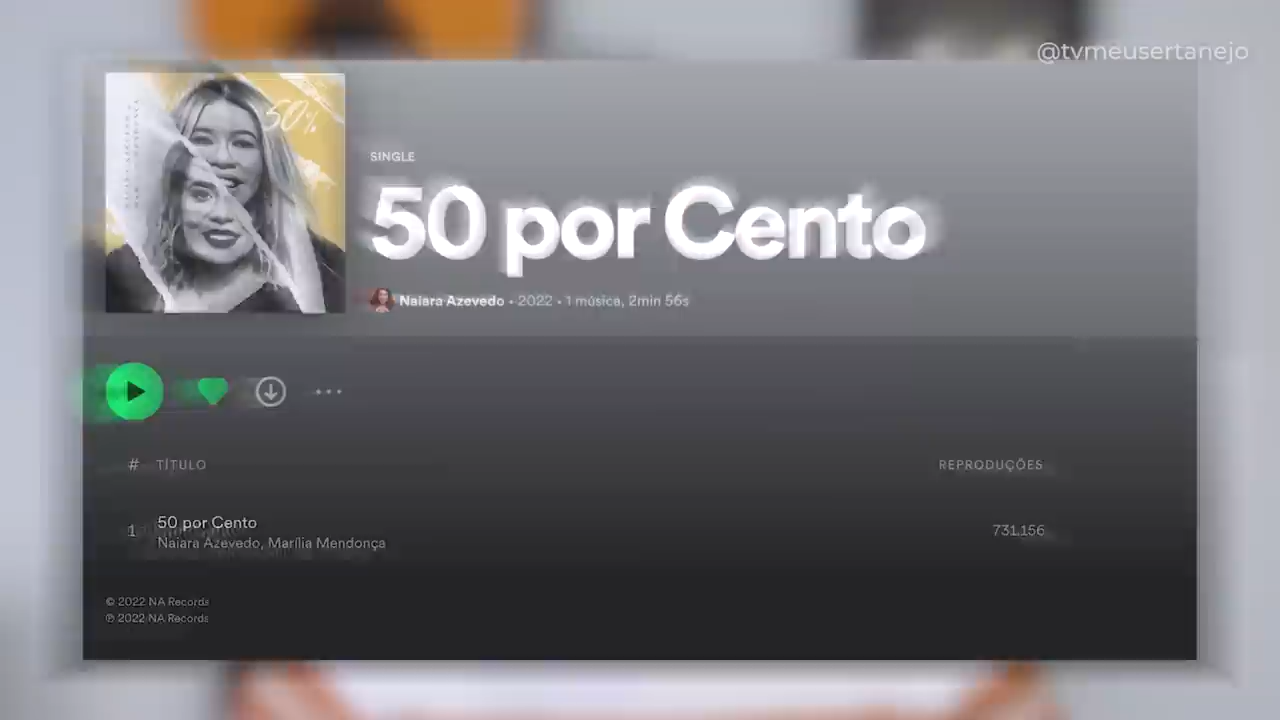 @tvmeusertanejo
50%
SINGLE
50 por Cento
Naiara Azevedo • 2022 • 1 música, 2min 56s
# TÍTULO REPRODUÇÕES
1 50 por Cento 731.156
Naiara Azevedo, Marília Mendonça
© 2022 NA Records
℗ 2022 NA Records